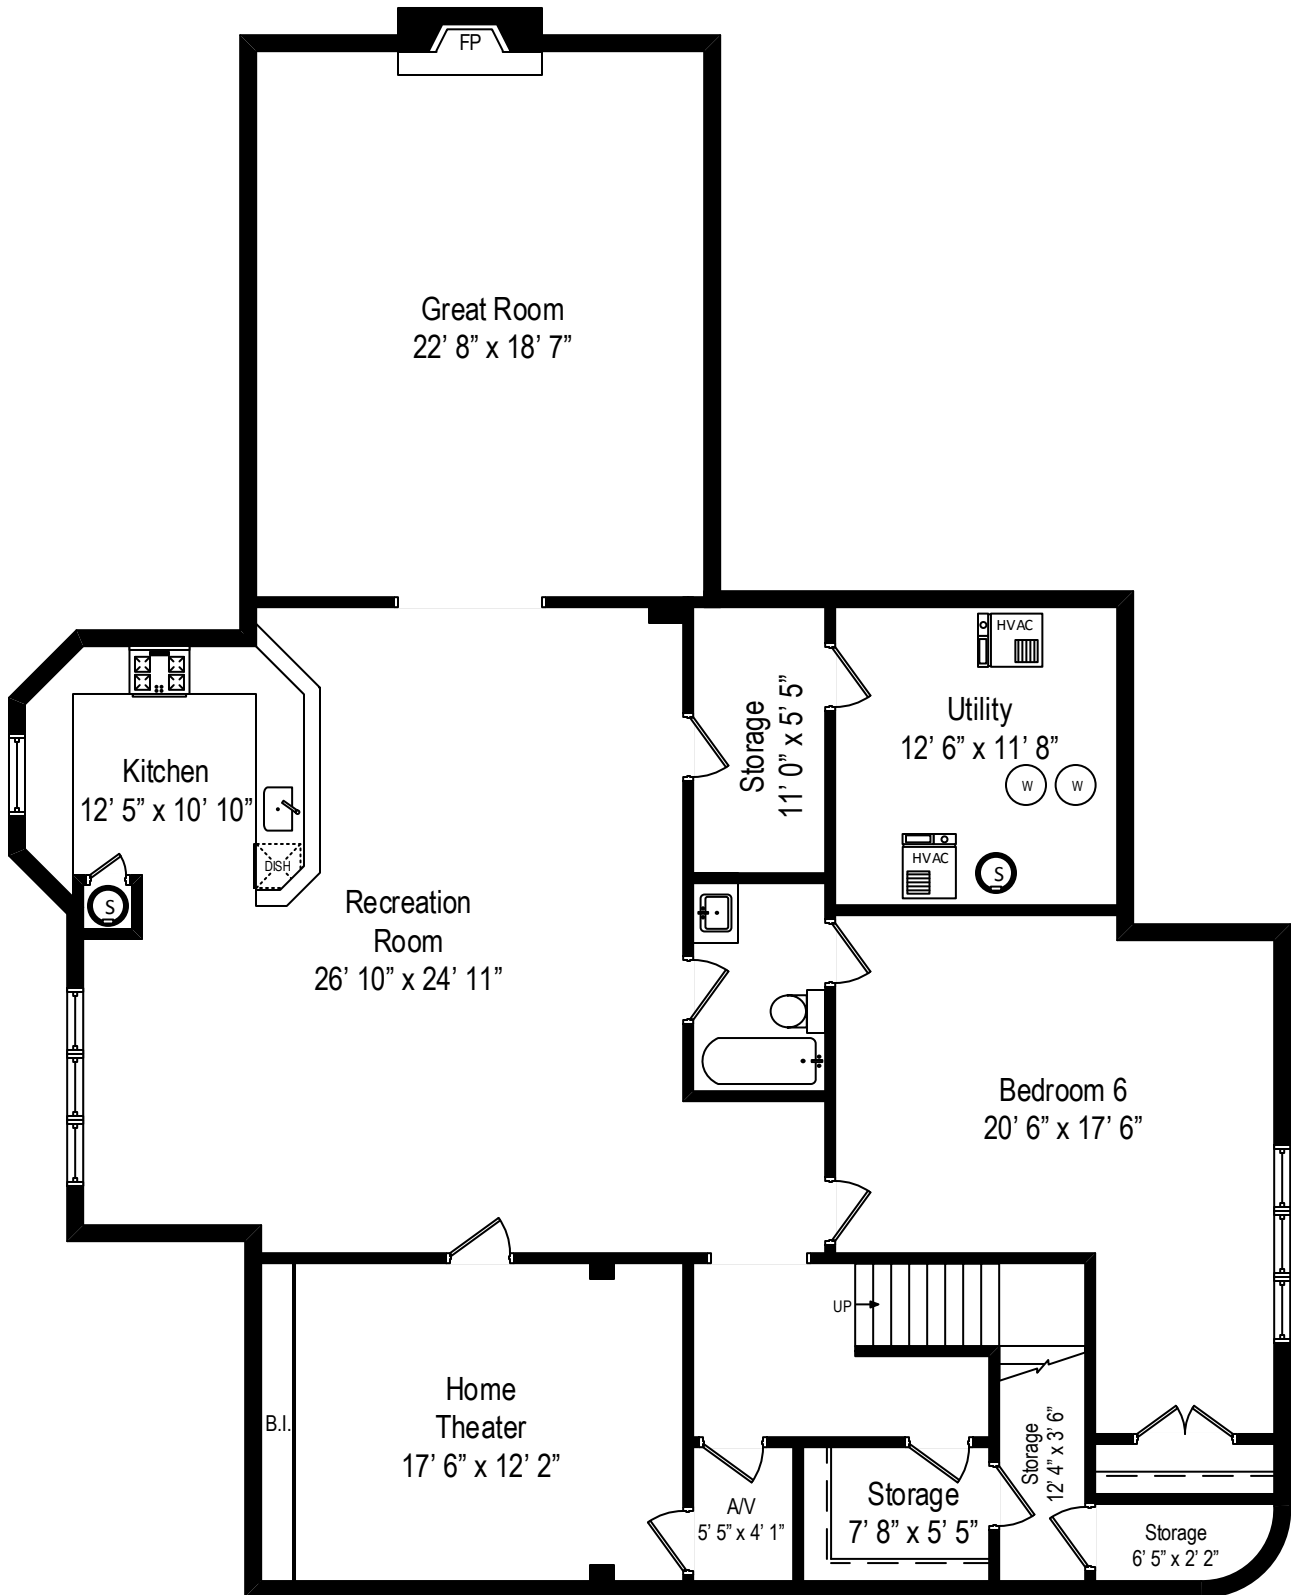 FP
Great Room
22’ 8” x 18’ 7”
HVAC
Utility
12’ 6” x 11’ 8”
W
W
Storage
11’ 0” x 5’ 5”
Kitchen
12’ 5” x 10’ 10”
DISH
HVAC
S
S
Recreation
Room
26’ 10” x 24’ 11”
Bedroom 6
20’ 6” x 17’ 6”
UP
Home
Theater
17’ 6” x 12’ 2”
B.I.
Storage
12’ 4” x 3’ 6”
A/V
5’ 5” x 4’ 1”
Storage
7’ 8” x 5’ 5”
Storage
6’ 5” x 2’ 2”